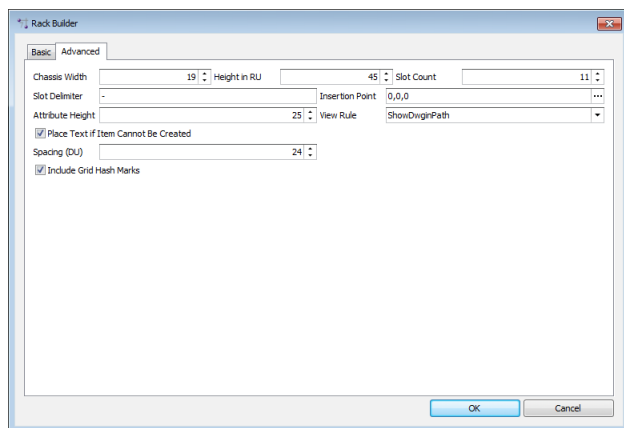 Rack Builder
Basic Advanced
Chassis Width 19 Height in RU 45 Slot Count 11
Slot Delimiter - Insertion Point 0,0,0 ...
Attribute Height 25 View Rule ShowDwginPath
Place Text if Item Cannot Be Created
Spacing (DU) 24
Include Grid Hash Marks
OK Cancel